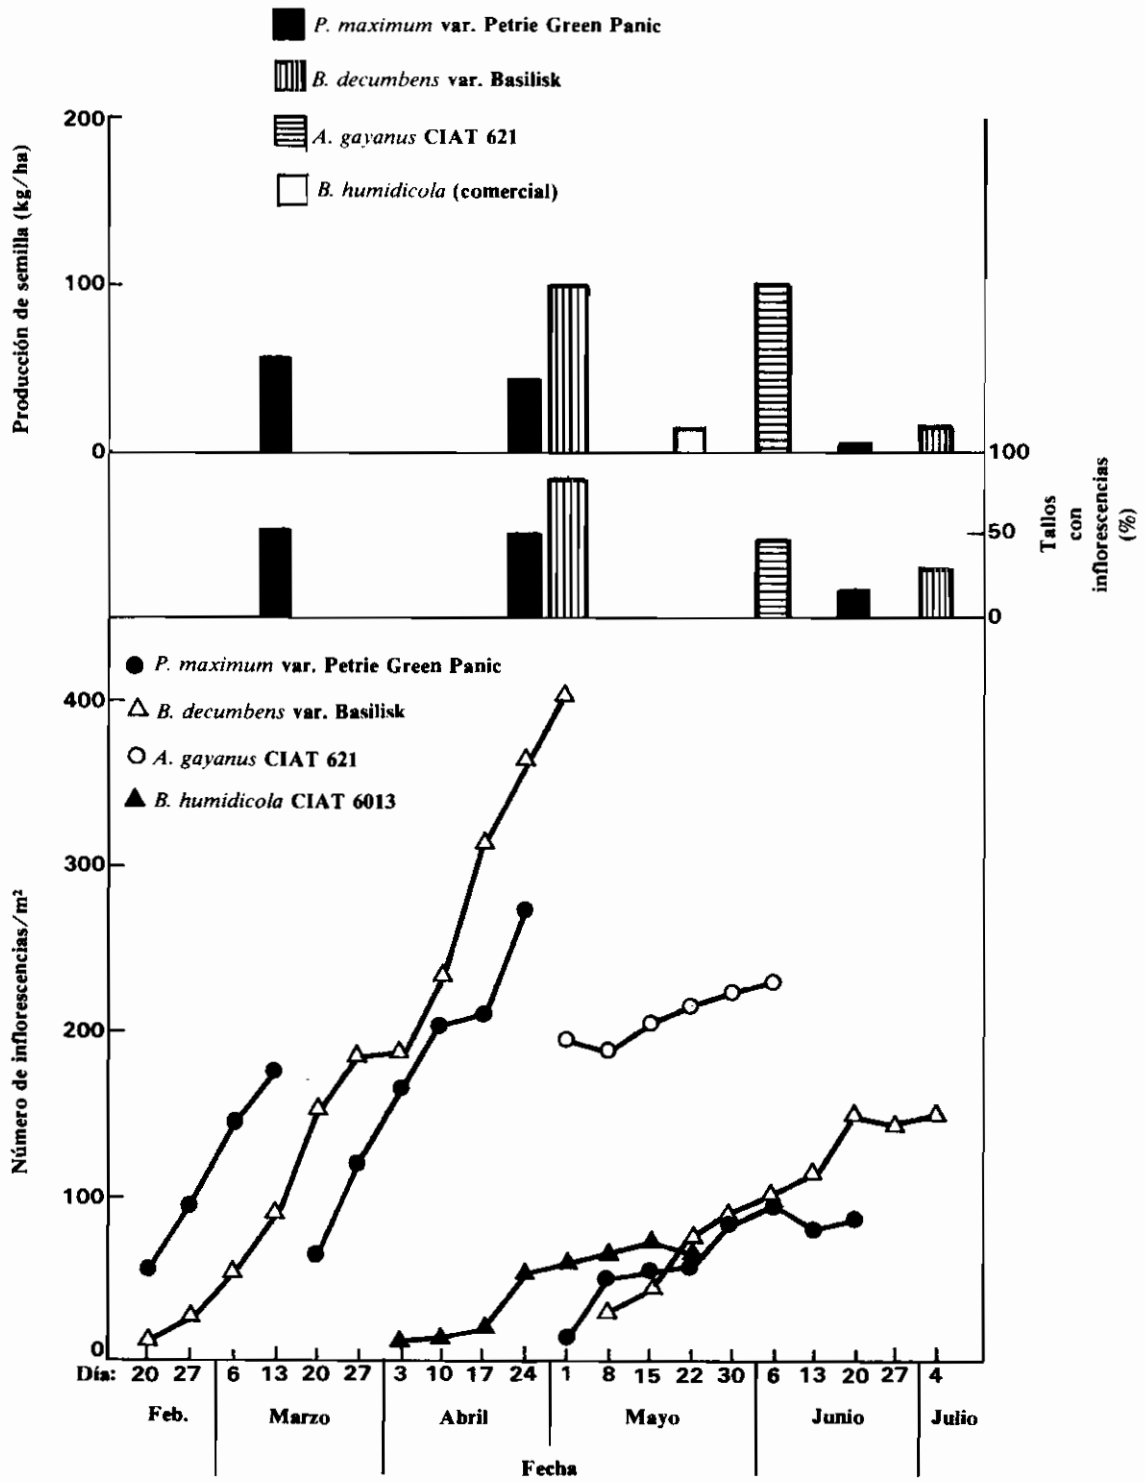 P. maximum var. Petrie Green Panic
B. decumbens var. Basilisk
A. gayanus CIAT 621
B. humidicola (comercial)
Producción de semilla (kg/ha)
200
100
0
100
50
0
Tallos
con
inflorescencias
(%)
P. maximum var. Petrie Green Panic
B. decumbens var. Basilisk
A. gayanus CIAT 621
B. humidicola CIAT 6013
Número de inflorescencias/m²
400
300
200
100
0
Día: 20 27 6 13 20 27 3 10 17 24 1 8 15 22 30 6 13 20 27 4
Feb. Marzo Abril Mayo Junio Julio
Fecha